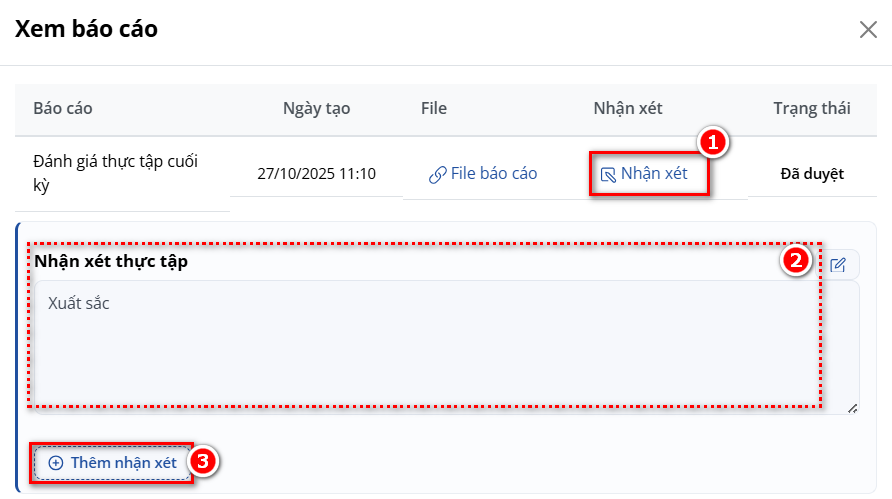 Xem báo cáo
Báo cáo Ngày tạo File Nhận xét Trạng thái
1
Đánh giá thực tập cuối
kỳ
27/10/2025 11:10 File báo cáo Nhận xét Đã duyệt
Nhận xét thực tập 2
Xuất sắc
Thêm nhận xét 3